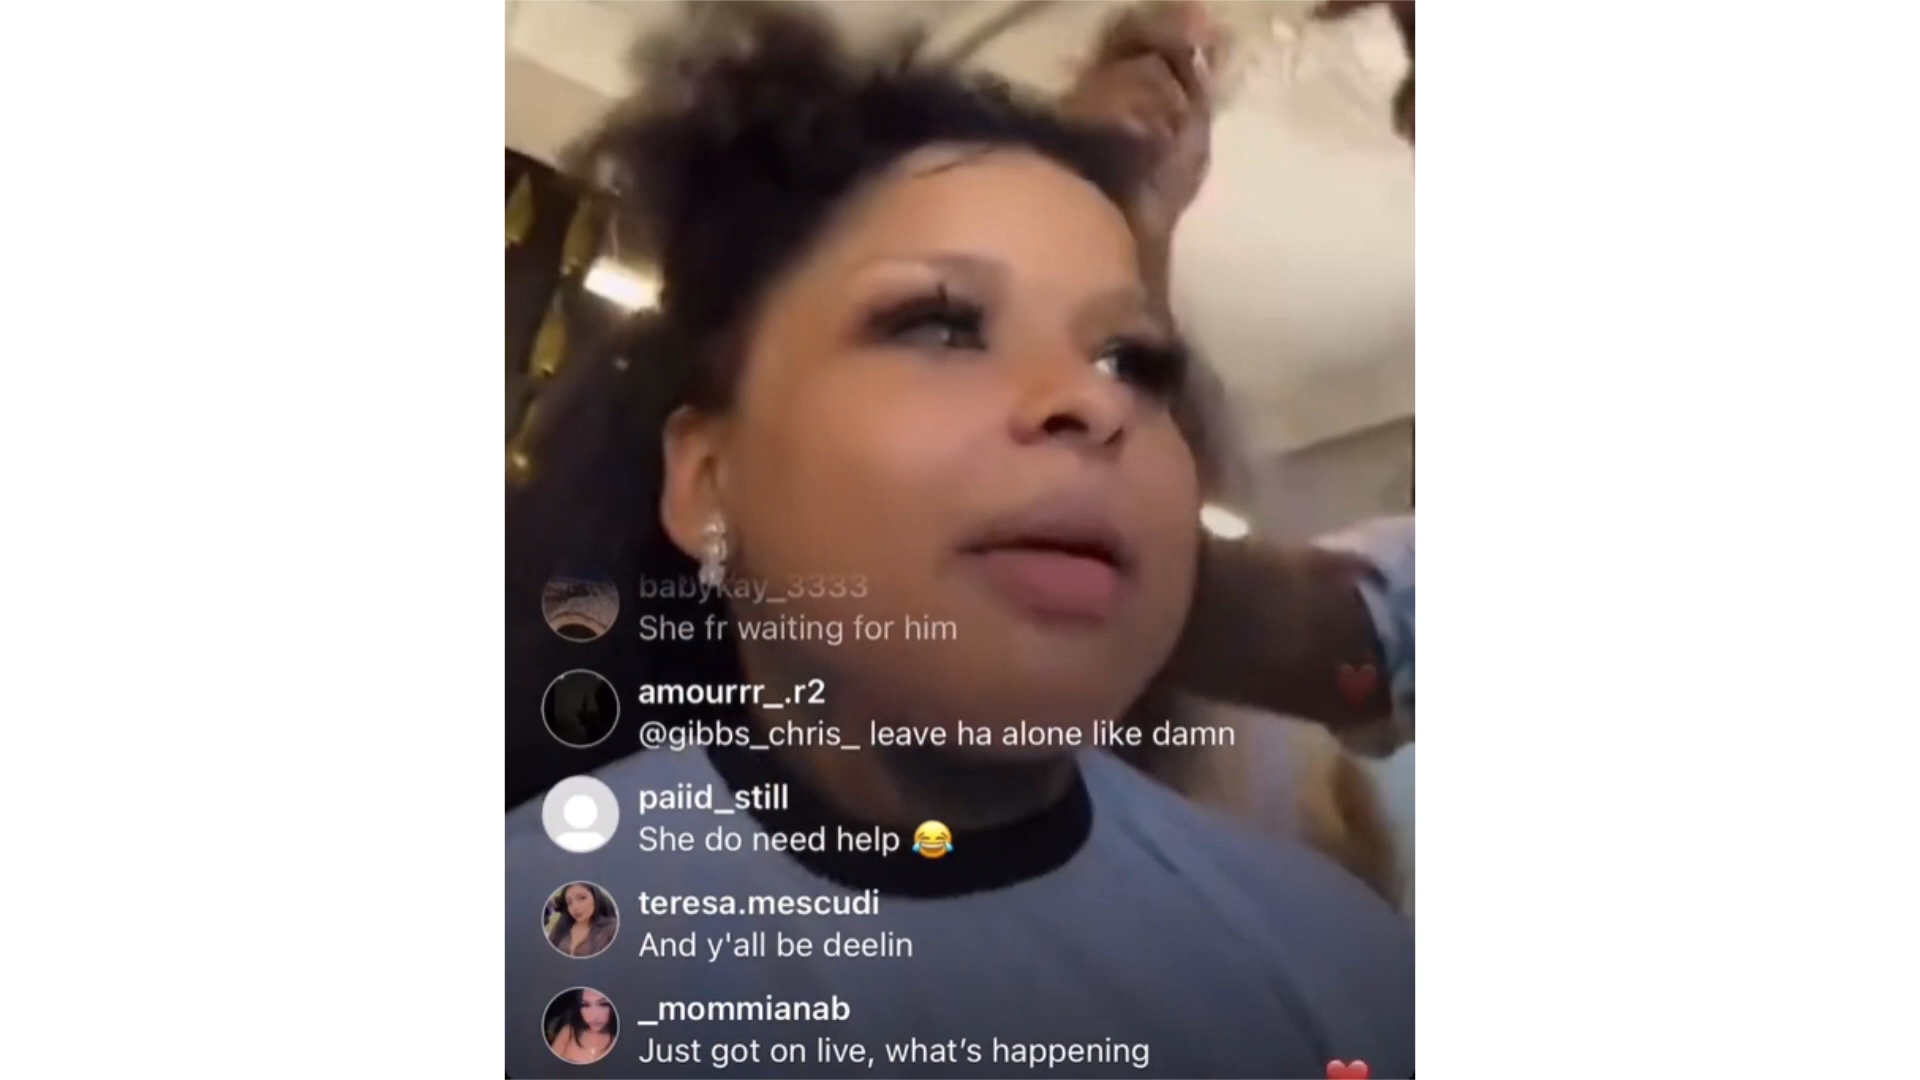 babykay_3333
She fr waiting for him
amourrr_.r2
@gibbs_chris_ leave ha alone like damn
paiid_still
She do need help 😂
teresa.mescudi
And y'all be deelin
_mommianab
Just got on live, what's happening